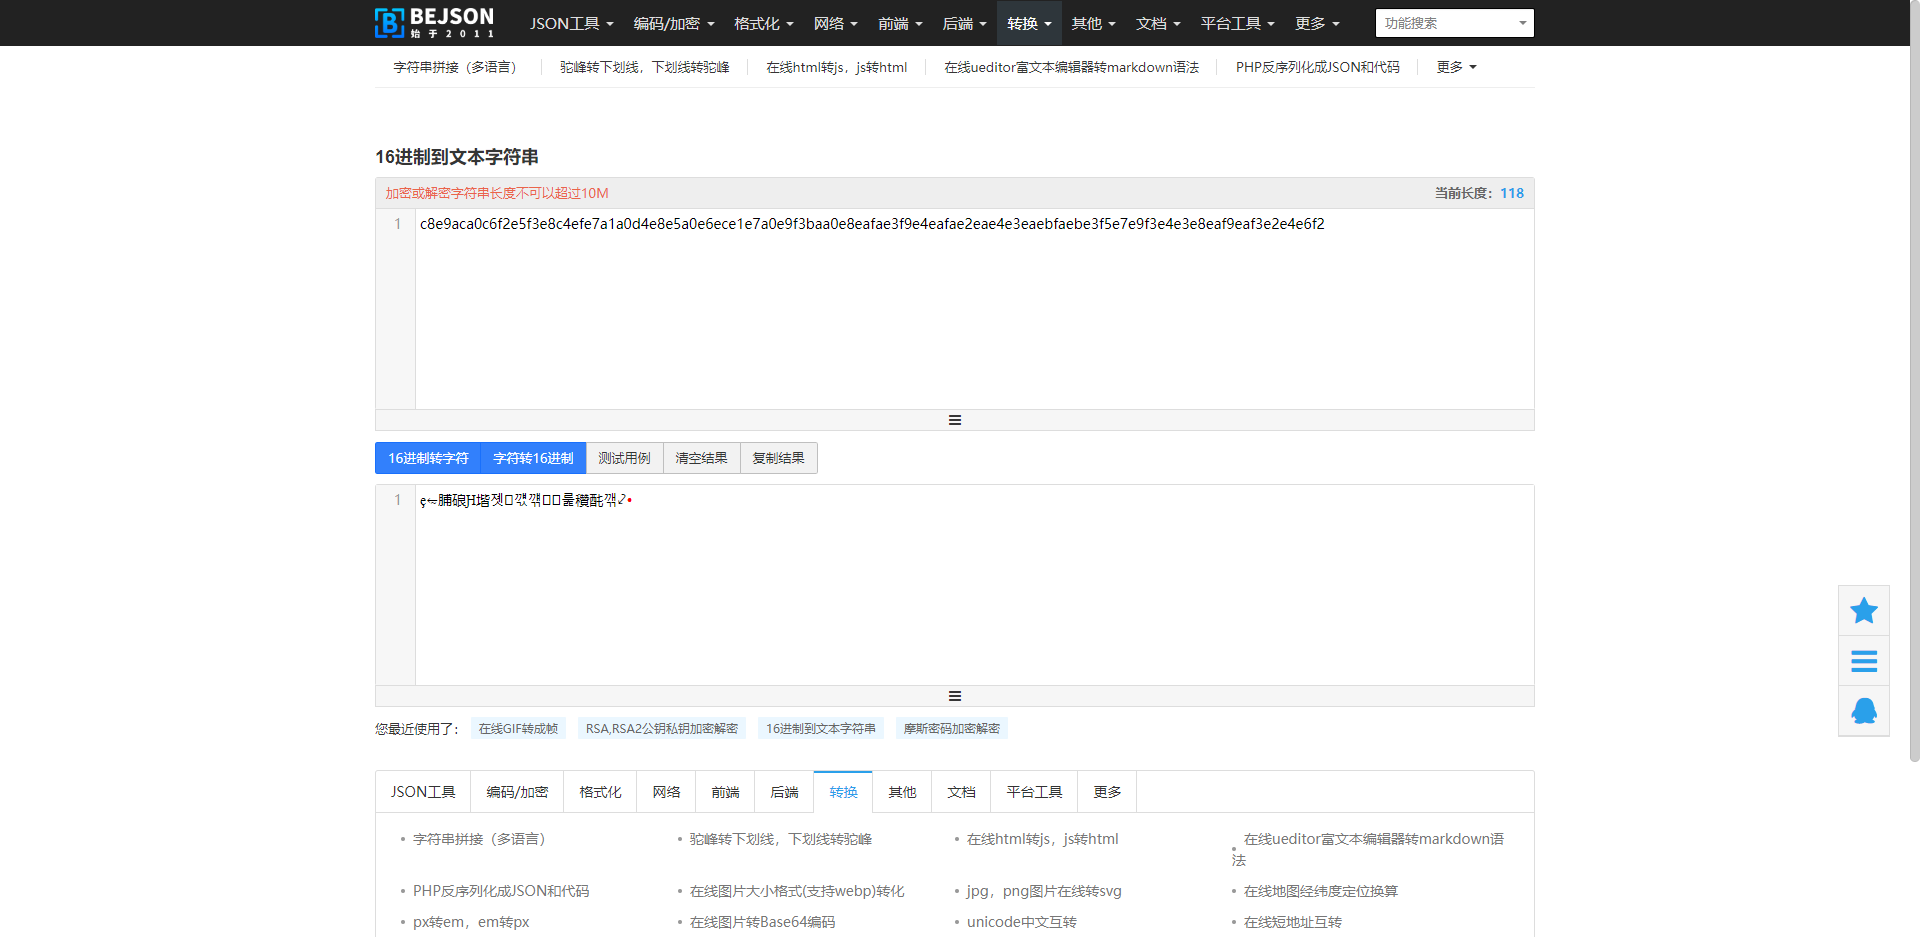 BEJSON
始于2011
JSON工具 编码/加密 格式化 网络 前端 后端 转换 其他 文档 平台工具 更多 功能搜索
字符串拼接（多语言） 驼峰转下划线，下划线转驼峰 在线html转js，js转html 在线ueditor富文本编辑器转markdown语法 PHP反序列化成JSON和代码 更多
16进制到文本字符串
加密或解密字符串长度不可以超过10M 当前长度：118
1 c8e9aca0c6f2e5f3e8c4efe7a1a0d4e8e5a0e6ece1e7a0e9f3baa0e8eafae3f9e4eafae2eae4e3eaebfaebe3f5e7e9f3e4e3e8eaf9eaf3e2e4e6f2
16进制转字符 字符转16进制 测试用例 清空结果 复制结果
1
您最近使用了： 在线GIF转成帧 RSA,RSA2公钥私钥加密解密 16进制到文本字符串 摩斯密码加密解密
JSON工具 编码/加密 格式化 网络 前端 后端 转换 其他 文档 平台工具 更多
• 字符串拼接（多语言） • 驼峰转下划线，下划线转驼峰 • 在线html转js，js转html • 在线ueditor富文本编辑器转markdown语
法
• PHP反序列化成JSON和代码 • 在线图片大小格式(支持webp)转化 • jpg，png图片在线转svg • 在线地图经纬度定位换算
• px转em，em转px • 在线图片转Base64编码 • unicode中文互转 • 在线短地址互转